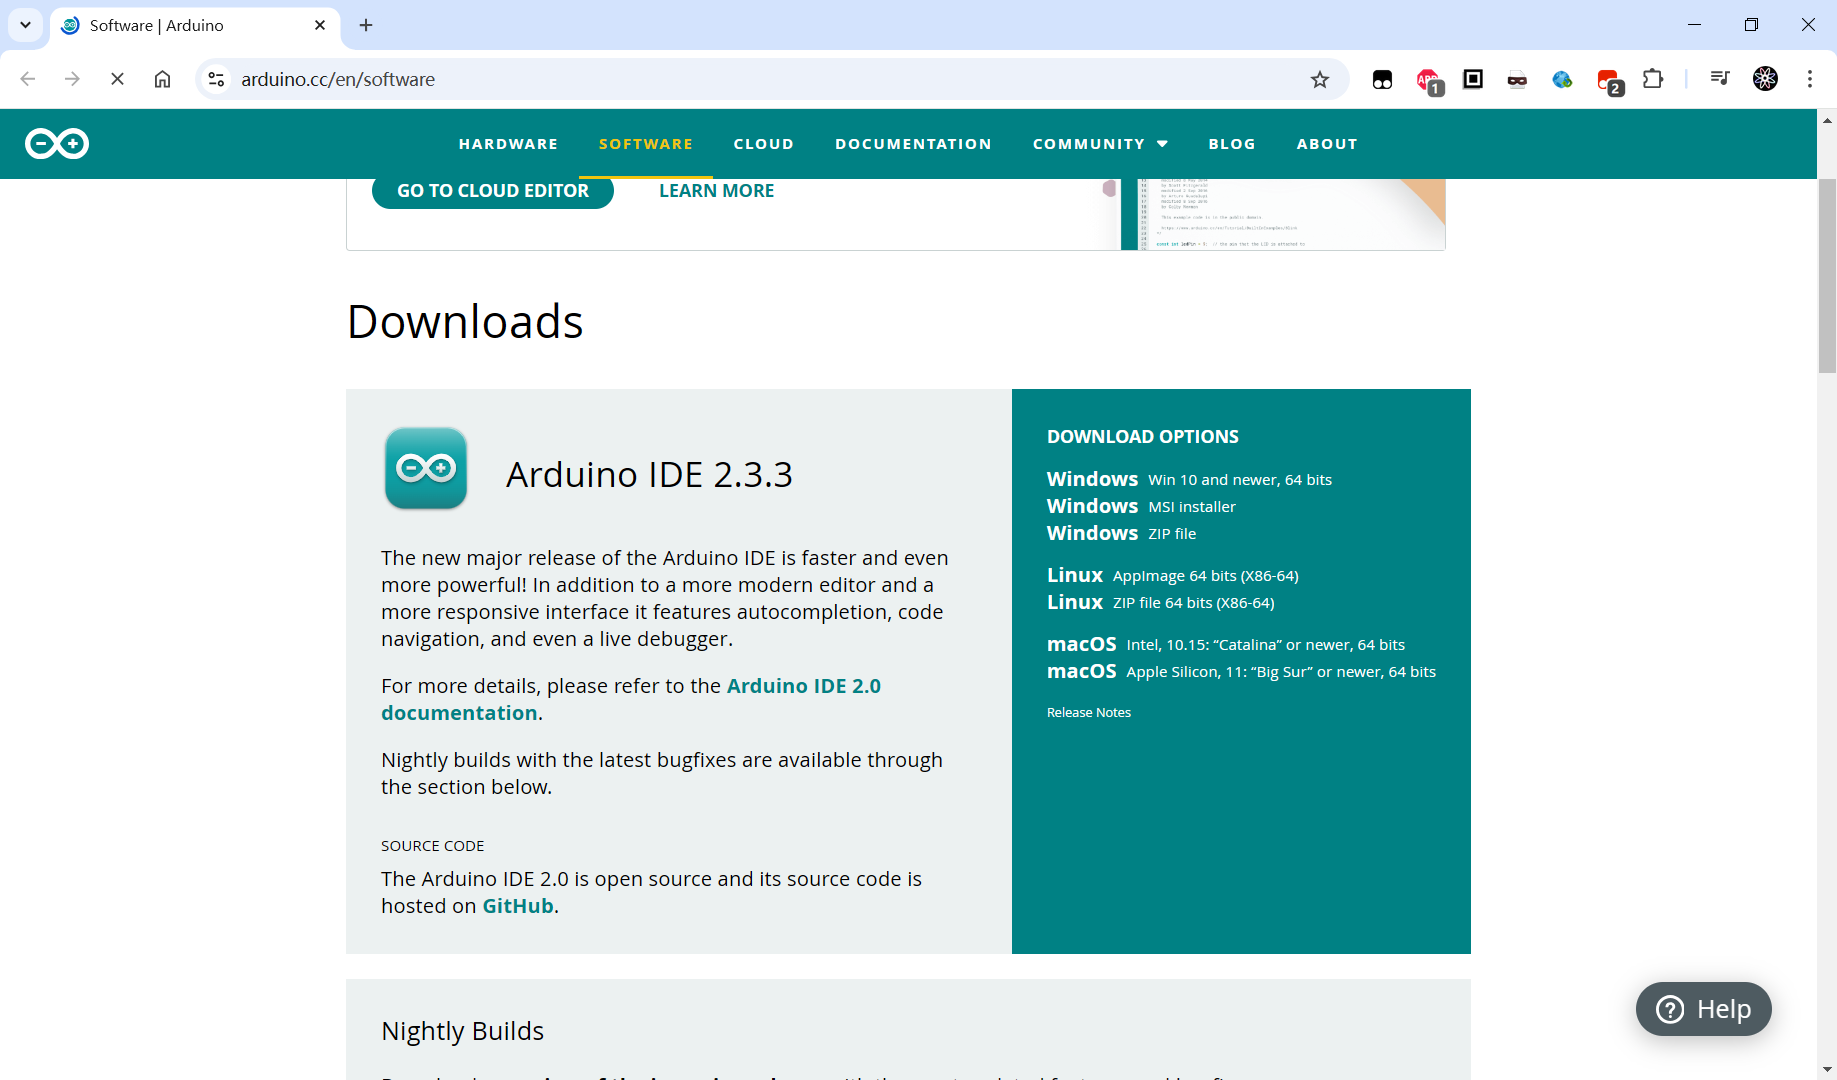 Software | Arduino
arduino.cc/en/software
ABP
1
2
HARDWARE
SOFTWARE
CLOUD
DOCUMENTATION
COMMUNITY
BLOG
ABOUT
GO TO CLOUD EDITOR
LEARN MORE
Downloads
Arduino IDE 2.3.3
The new major release of the Arduino IDE is faster and even
more powerful! In addition to a more modern editor and a
more responsive interface it features autocompletion, code
navigation, and even a live debugger.
For more details, please refer to the Arduino IDE 2.0
documentation.
Nightly builds with the latest bugfixes are available through
the section below.
SOURCE CODE
The Arduino IDE 2.0 is open source and its source code is
hosted on GitHub.
DOWNLOAD OPTIONS
Windows Win 10 and newer, 64 bits
Windows MSI installer
Windows ZIP file
Linux AppImage 64 bits (X86-64)
Linux ZIP file 64 bits (X86-64)
macOS Intel, 10.15: “Catalina” or newer, 64 bits
macOS Apple Silicon, 11: “Big Sur” or newer, 64 bits
Release Notes
Nightly Builds
Help